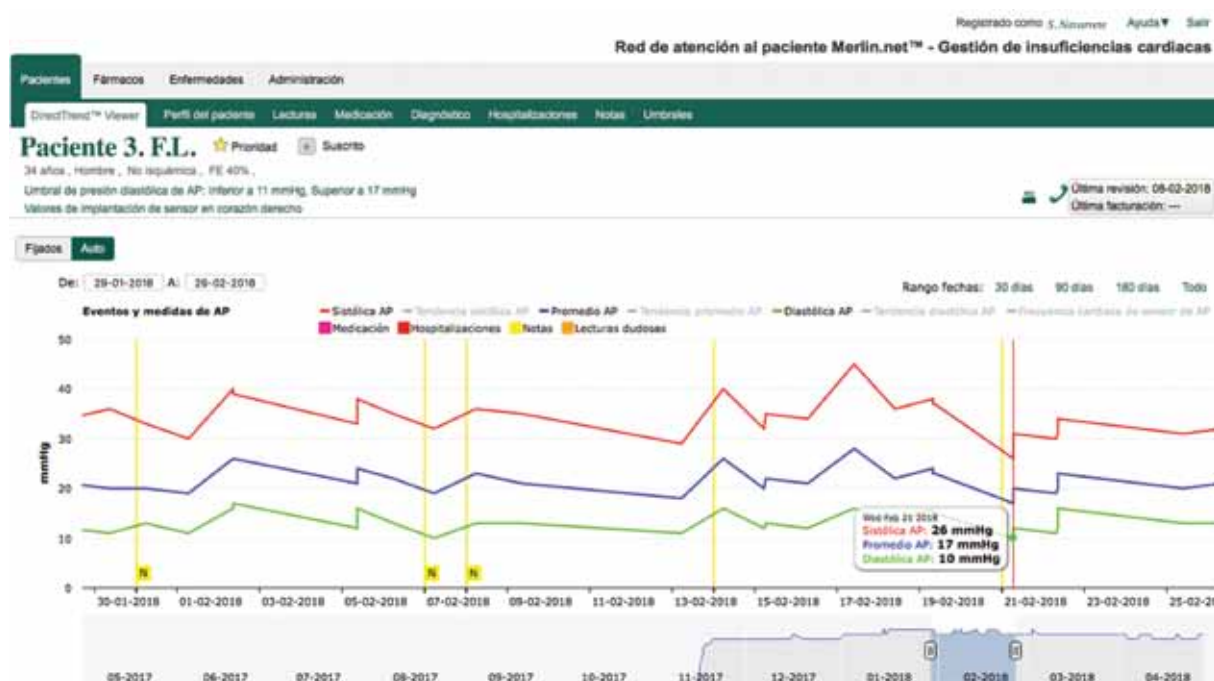 Registrado como S. Navarrete Ayuda▼ Salir
Red de atención al paciente Merlin.net™ - Gestión de insuficiencias cardiacas
Pacientes Fármacos Enfermedades Administración
DirectTrend™ Viewer Perfil del paciente Lecturas Medicación Diagnóstico Hospitalizaciones Notas Umbrales
Paciente 3. F.L. Prioridad Suscrito
34 años , Hombre , No isquémica , FE 40% ,
Umbral de presión diastólica de AP: Inferior a 11 mmHg, Superior a 17 mmHg
Valores de implantación de sensor en corazón derecho
Última revisión: 08-02-2018
Última facturación: ---
Fijados Auto
De: 29-01-2018 A: 26-02-2018
Rango fechas: 30 días 90 días 180 días Todo
Eventos y medidas de AP Sistólica AP Tendencia sistólica AP Promedio AP Tendencia promedio AP Diastólica AP Tendencia diastólica AP Frecuencia cardiaca de sensor de AP
Medicación Hospitalizaciones Notas Lecturas dudosas
50
40
30
20
10
0
mmHg
Wed Feb 21 2018
Sistólica AP: 26 mmHg
Promedio AP: 17 mmHg
Diastólica AP: 10 mmHg
N N N
30-01-2018 01-02-2018 03-02-2018 05-02-2018 07-02-2018 09-02-2018 11-02-2018 13-02-2018 15-02-2018 17-02-2018 19-02-2018 21-02-2018 23-02-2018 25-02-2
05-2017 06-2017 07-2017 08-2017 09-2017 10-2017 11-2017 12-2017 01-2018 02-2018 03-2018 04-2018